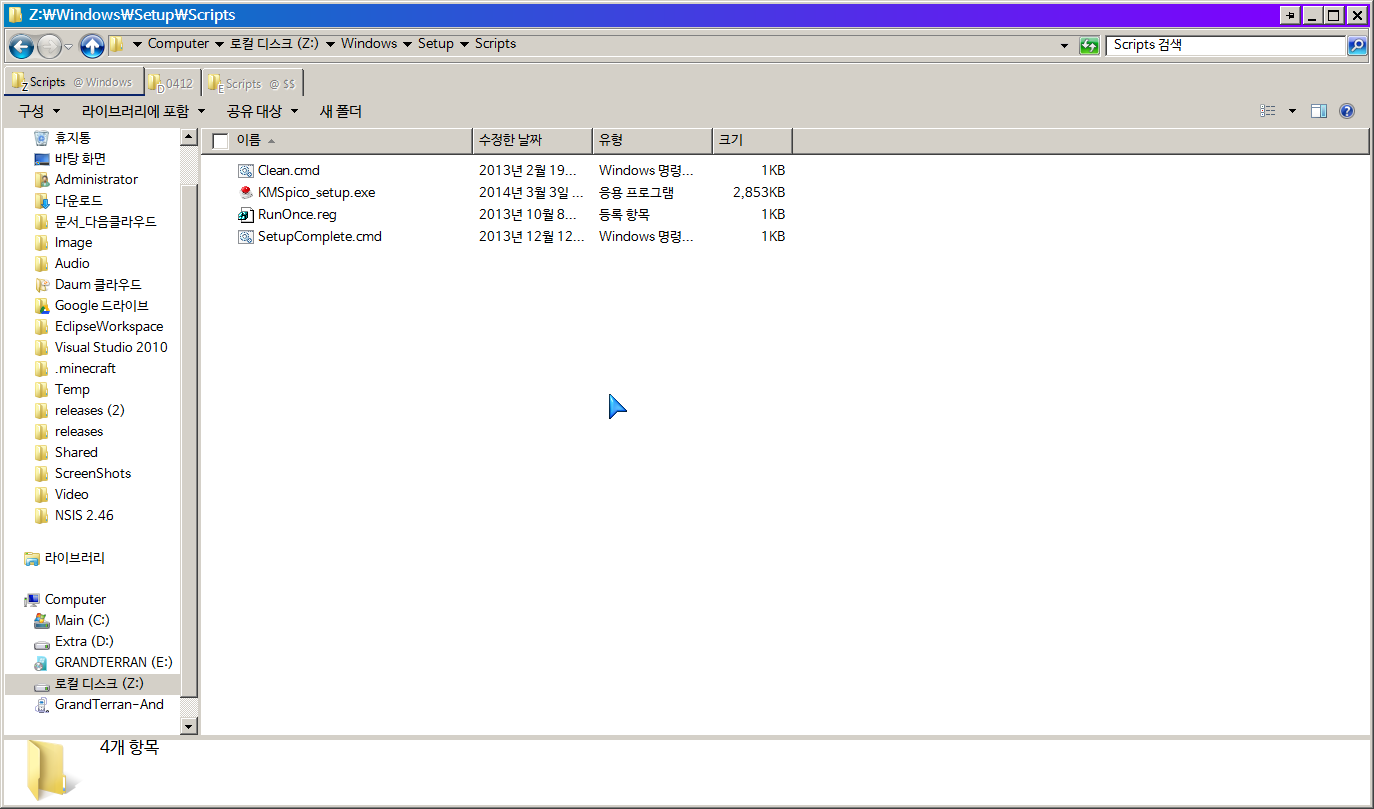 Z:₩Windows₩Setup₩Scripts
Computer 로컬 디스크 (Z:) Windows Setup Scripts
Scripts 검색
Z Scripts @ Windows D 0412 E Scripts @ $$
구성 라이브러리에 포함 공유 대상 새 폴더
휴지통
바탕 화면
Administrator
다운로드
문서_다음클라우드
Image
Audio
Daum 클라우드
Google 드라이브
EclipseWorkspace
Visual Studio 2010
.minecraft
Temp
releases (2)
releases
Shared
ScreenShots
Video
NSIS 2.46
라이브러리
Computer
Main (C:)
Extra (D:)
GRANDTERRAN (E:)
로컬 디스크 (Z:)
GrandTerran-And
이름 수정한 날짜 유형 크기
Clean.cmd 2013년 2월 19... Windows 명령... 1KB
KMSpico_setup.exe 2014년 3월 3일 ... 응용 프로그램 2,853KB
RunOnce.reg 2013년 10월 8... 등록 항목 1KB
SetupComplete.cmd 2013년 12월 12... Windows 명령... 1KB
4개 항목